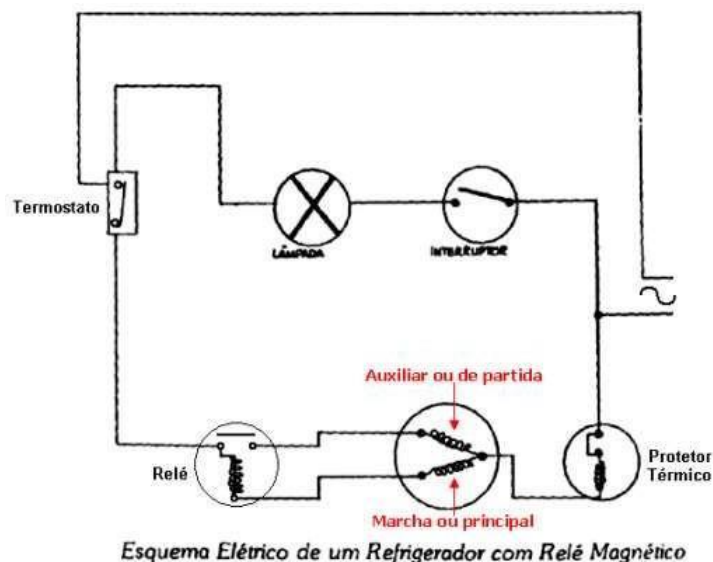 Termostato
LÂMPADA
INTERRUPTOR
Auxiliar ou de partida
Relé
Protetor
Térmico
Marcha ou principal
Esquema Elétrico de um Refrigerador com Relé Magnético